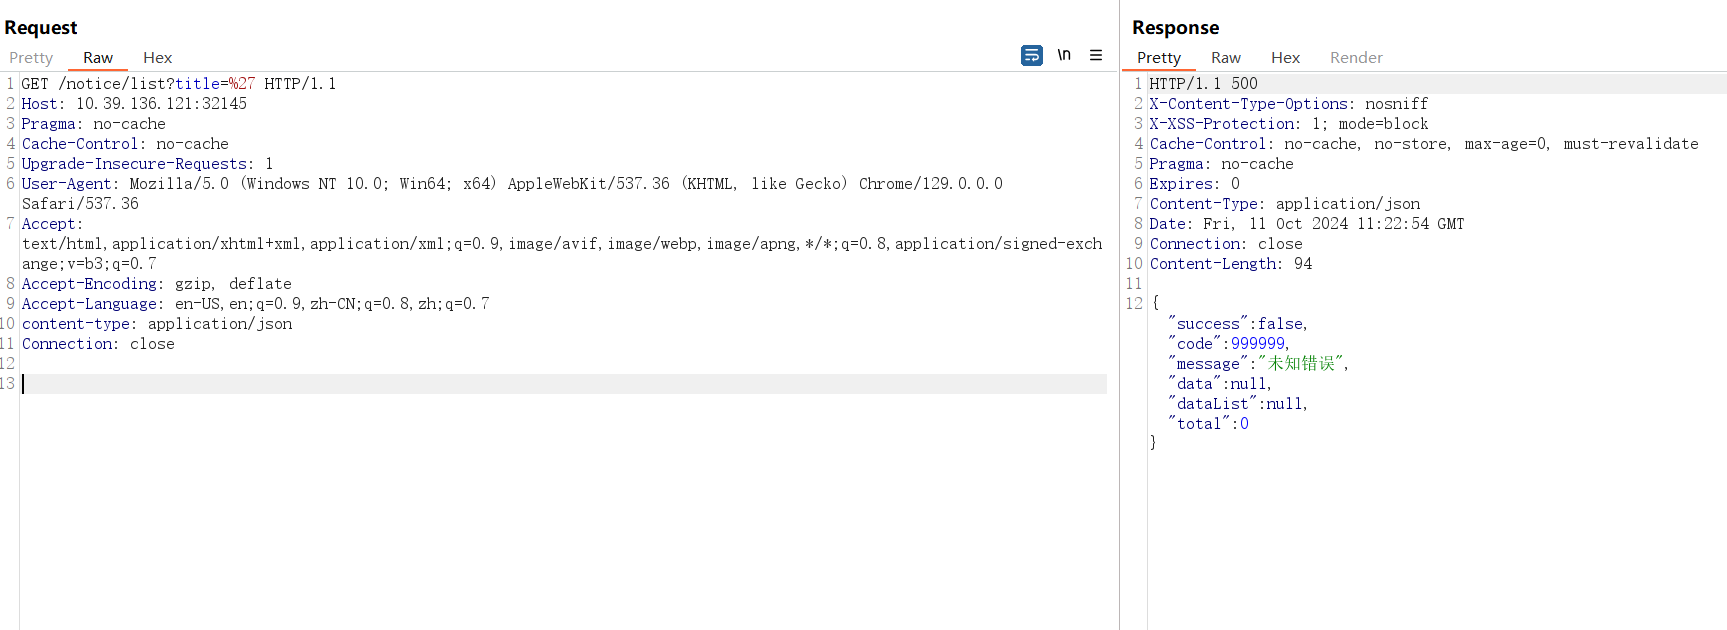 Request
Pretty Raw Hex
\n
1 GET /notice/list?title=%27 HTTP/1.1
2 Host: 10.39.136.121:32145
3 Pragma: no-cache
4 Cache-Control: no-cache
5 Upgrade-Insecure-Requests: 1
6 User-Agent: Mozilla/5.0 (Windows NT 10.0; Win64; x64) AppleWebKit/537.36 (KHTML, like Gecko) Chrome/129.0.0.0
Safari/537.36
7 Accept:
text/html,application/xhtml+xml,application/xml;q=0.9,image/avif,image/webp,image/apng,*/*;q=0.8,application/signed-exch
ange;v=b3;q=0.7
8 Accept-Encoding: gzip, deflate
9 Accept-Language: en-US,en;q=0.9,zh-CN;q=0.8,zh;q=0.7
10 content-type: application/json
11 Connection: close
12
13
Response
Pretty Raw Hex Render
1 HTTP/1.1 500
2 X-Content-Type-Options: nosniff
3 X-XSS-Protection: 1; mode=block
4 Cache-Control: no-cache, no-store, max-age=0, must-revalidate
5 Pragma: no-cache
6 Expires: 0
7 Content-Type: application/json
8 Date: Fri, 11 Oct 2024 11:22:54 GMT
9 Connection: close
10 Content-Length: 94
11
12 {
"success":false,
"code":999999,
"message":"未知错误",
"data":null,
"dataList":null,
"total":0
}